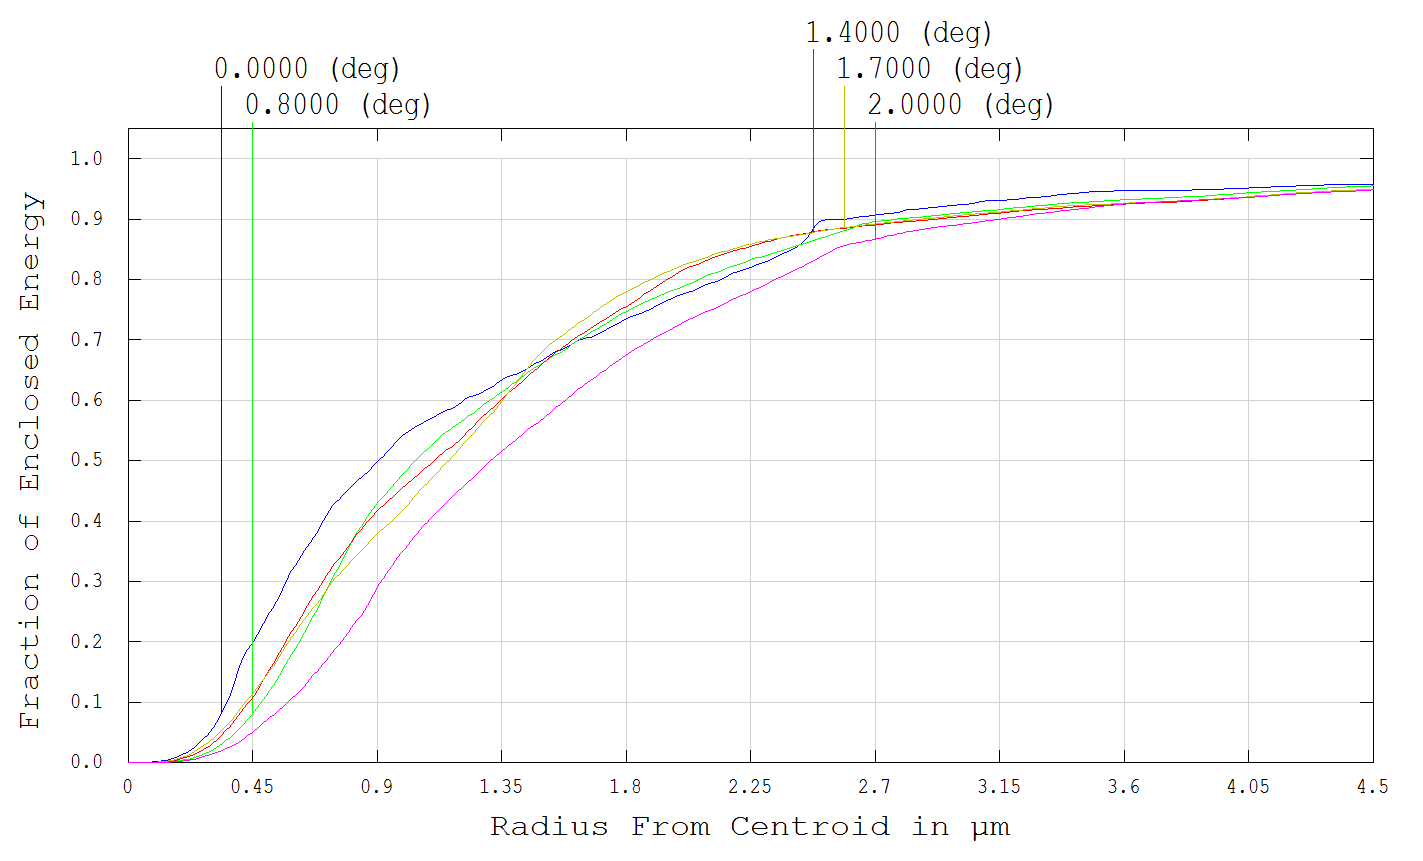 1.4000 (deg)
0.0000 (deg)
1.7000 (deg)
0.8000 (deg)
2.0000 (deg)
1.0
0.9
0.8
0.7
0.6
0.5
0.4
0.3
0.2
0.1
0.0
Fraction of Enclosed Energy
0 0.45 0.9 1.35 1.8 2.25 2.7 3.15 3.6 4.05 4.5
Radius From Centroid in µm